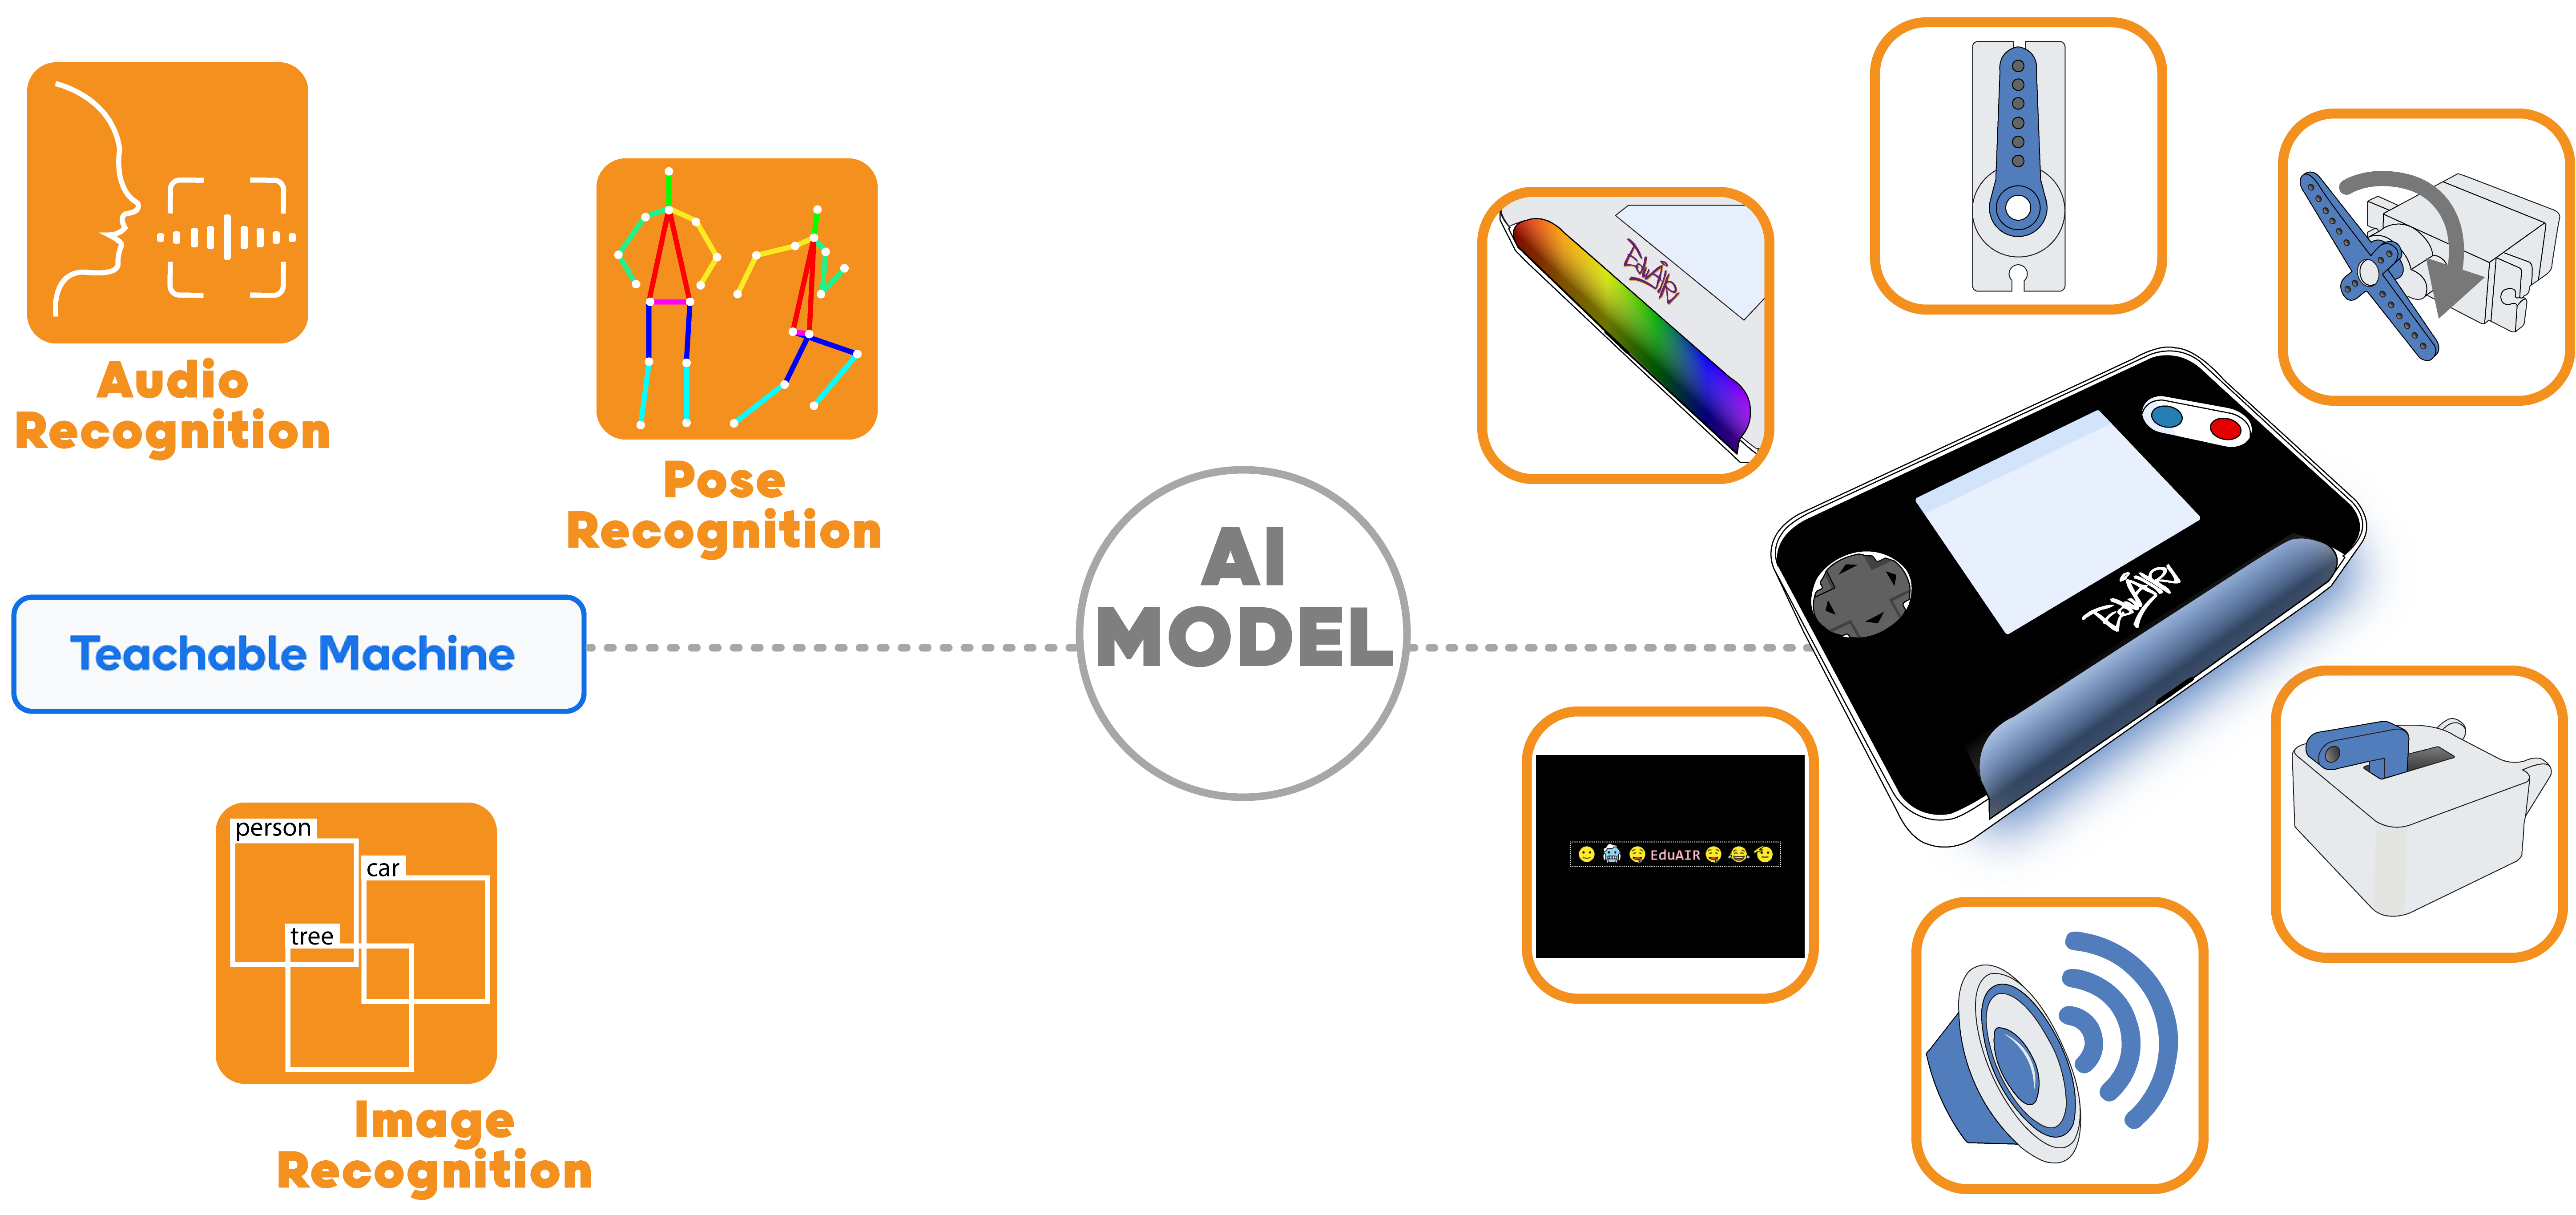 Audio
Recognition
Pose
Recognition
Teachable Machine
person
car
tree
Image
Recognition
AI
MODEL
EduAIR
EduAIR
EduAIR